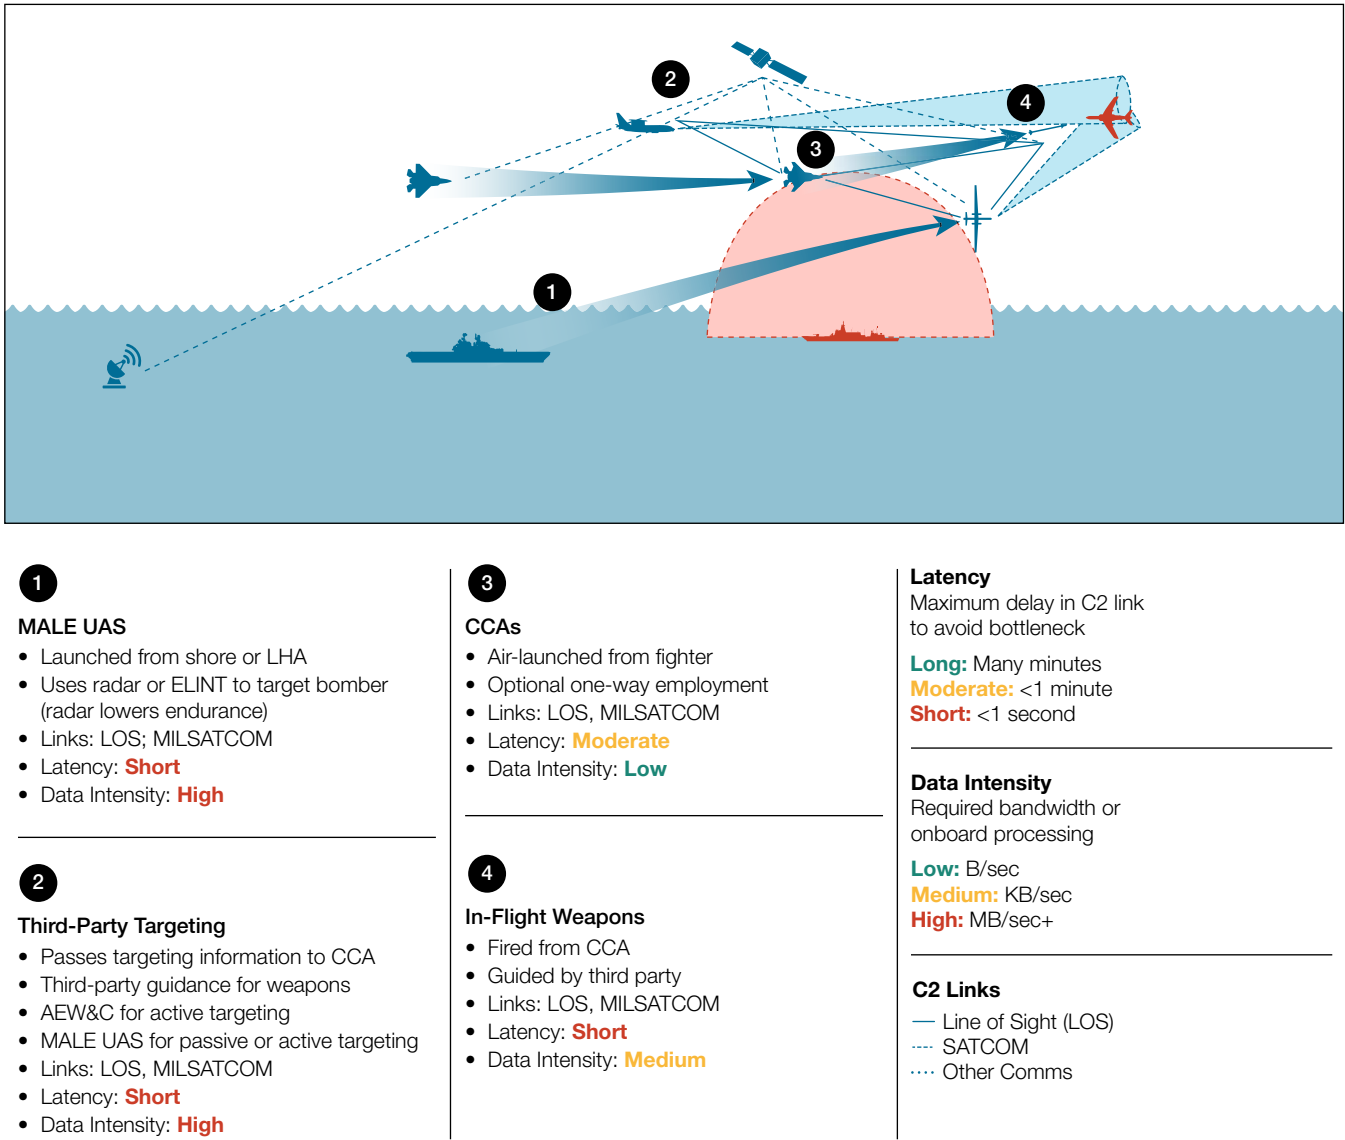 2
4
3
1
1
MALE UAS
• Launched from shore or LHA
• Uses radar or ELINT to target bomber
(radar lowers endurance)
• Links: LOS; MILSATCOM
• Latency: Short
• Data Intensity: High
2
Third-Party Targeting
• Passes targeting information to CCA
• Third-party guidance for weapons
• AEW&C for active targeting
• MALE UAS for passive or active targeting
• Links: LOS, MILSATCOM
• Latency: Short
• Data Intensity: High
3
CCAs
• Air-launched from fighter
• Optional one-way employment
• Links: LOS, MILSATCOM
• Latency: Moderate
• Data Intensity: Low
4
In-Flight Weapons
• Fired from CCA
• Guided by third party
• Links: LOS, MILSATCOM
• Latency: Short
• Data Intensity: Medium
Latency
Maximum delay in C2 link
to avoid bottleneck
Long: Many minutes
Moderate: <1 minute
Short: <1 second
Data Intensity
Required bandwidth or
onboard processing
Low: B/sec
Medium: KB/sec
High: MB/sec+
C2 Links
Line of Sight (LOS)
SATCOM
Other Comms